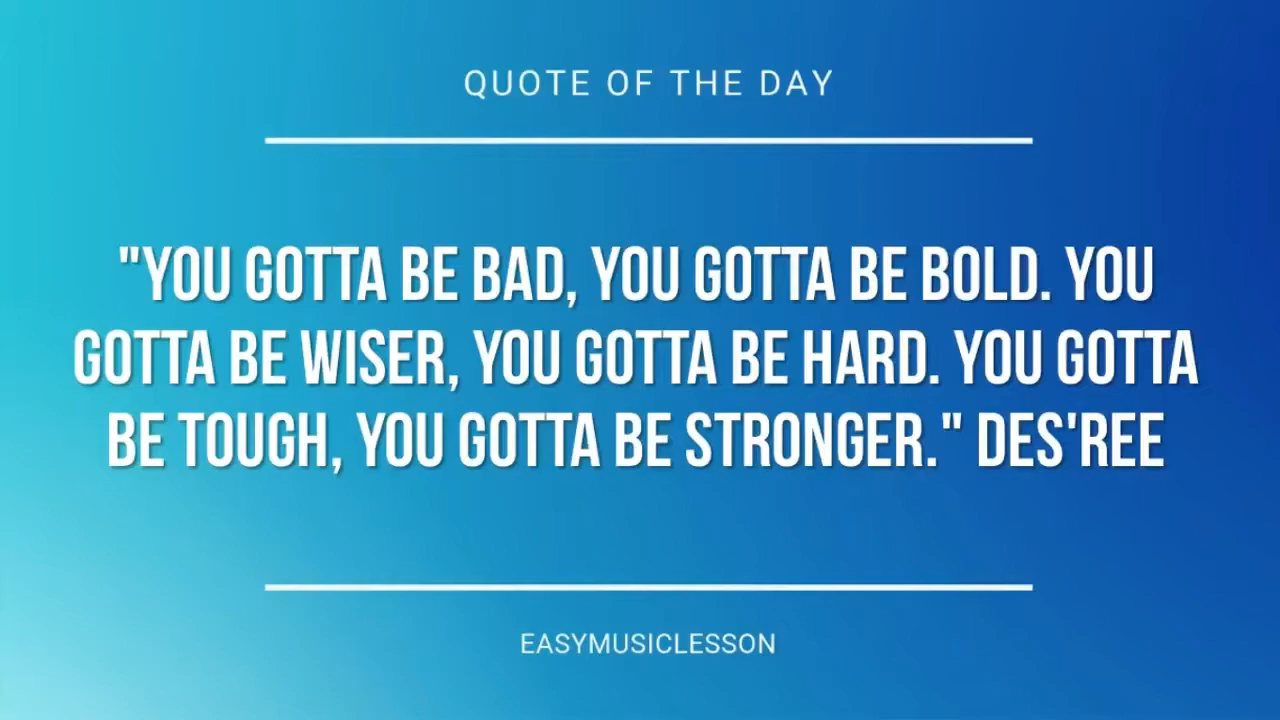 QUOTE OF THE DAY
"YOU GOTTA BE BAD, YOU GOTTA BE BOLD. YOU
GOTTA BE WISER, YOU GOTTA BE HARD. YOU GOTTA
BE TOUGH, YOU GOTTA BE STRONGER." DES'REE
EASYMUSICLESSON